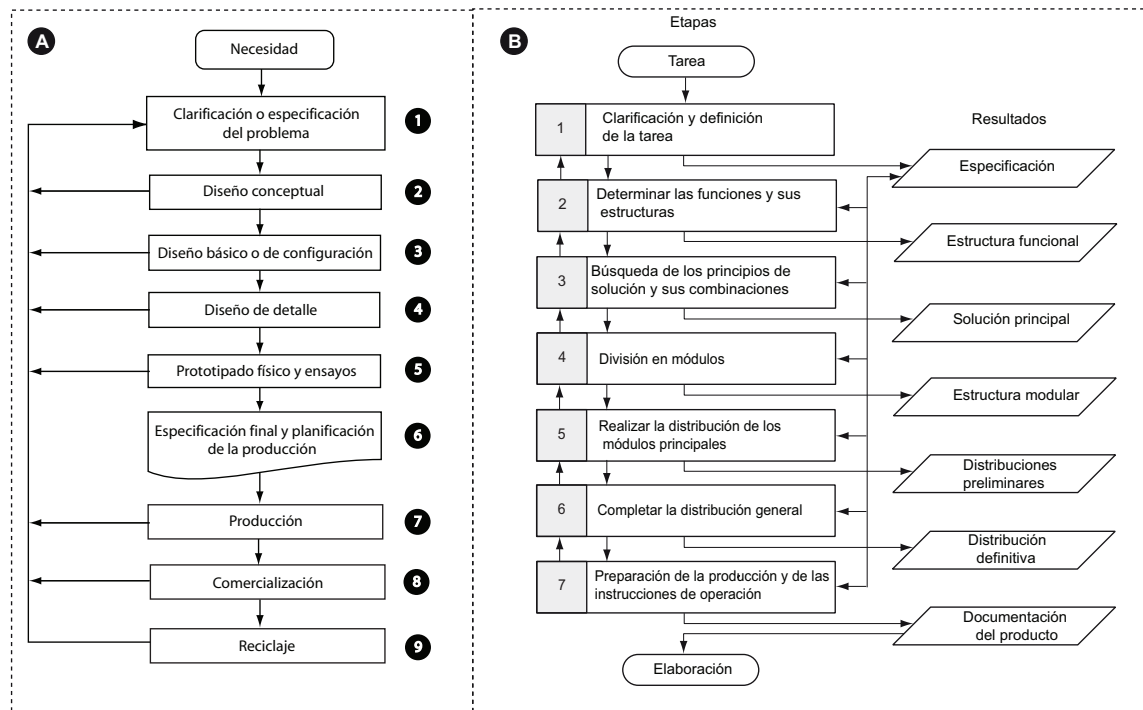 A
Necesidad
Clarificación o especificación
del problema
1
Diseño conceptual
2
Diseño básico o de configuración
3
Diseño de detalle
4
Prototipado físico y ensayos
5
Especificación final y planificación
de la producción
6
Producción
7
Comercialización
8
Reciclaje
9
B
Etapas
Tarea
Resultados
1
Clarificación y definición
de la tarea
Especificación
2
Determinar las funciones y sus
estructuras
Estructura funcional
3
Búsqueda de los principios de
solución y sus combinaciones
Solución principal
4
División en módulos
Estructura modular
5
Realizar la distribución de los
módulos principales
Distribuciones
preliminares
6
Completar la distribución general
Distribución
definitiva
7
Preparación de la producción y de las
instrucciones de operación
Documentación
del producto
Elaboración